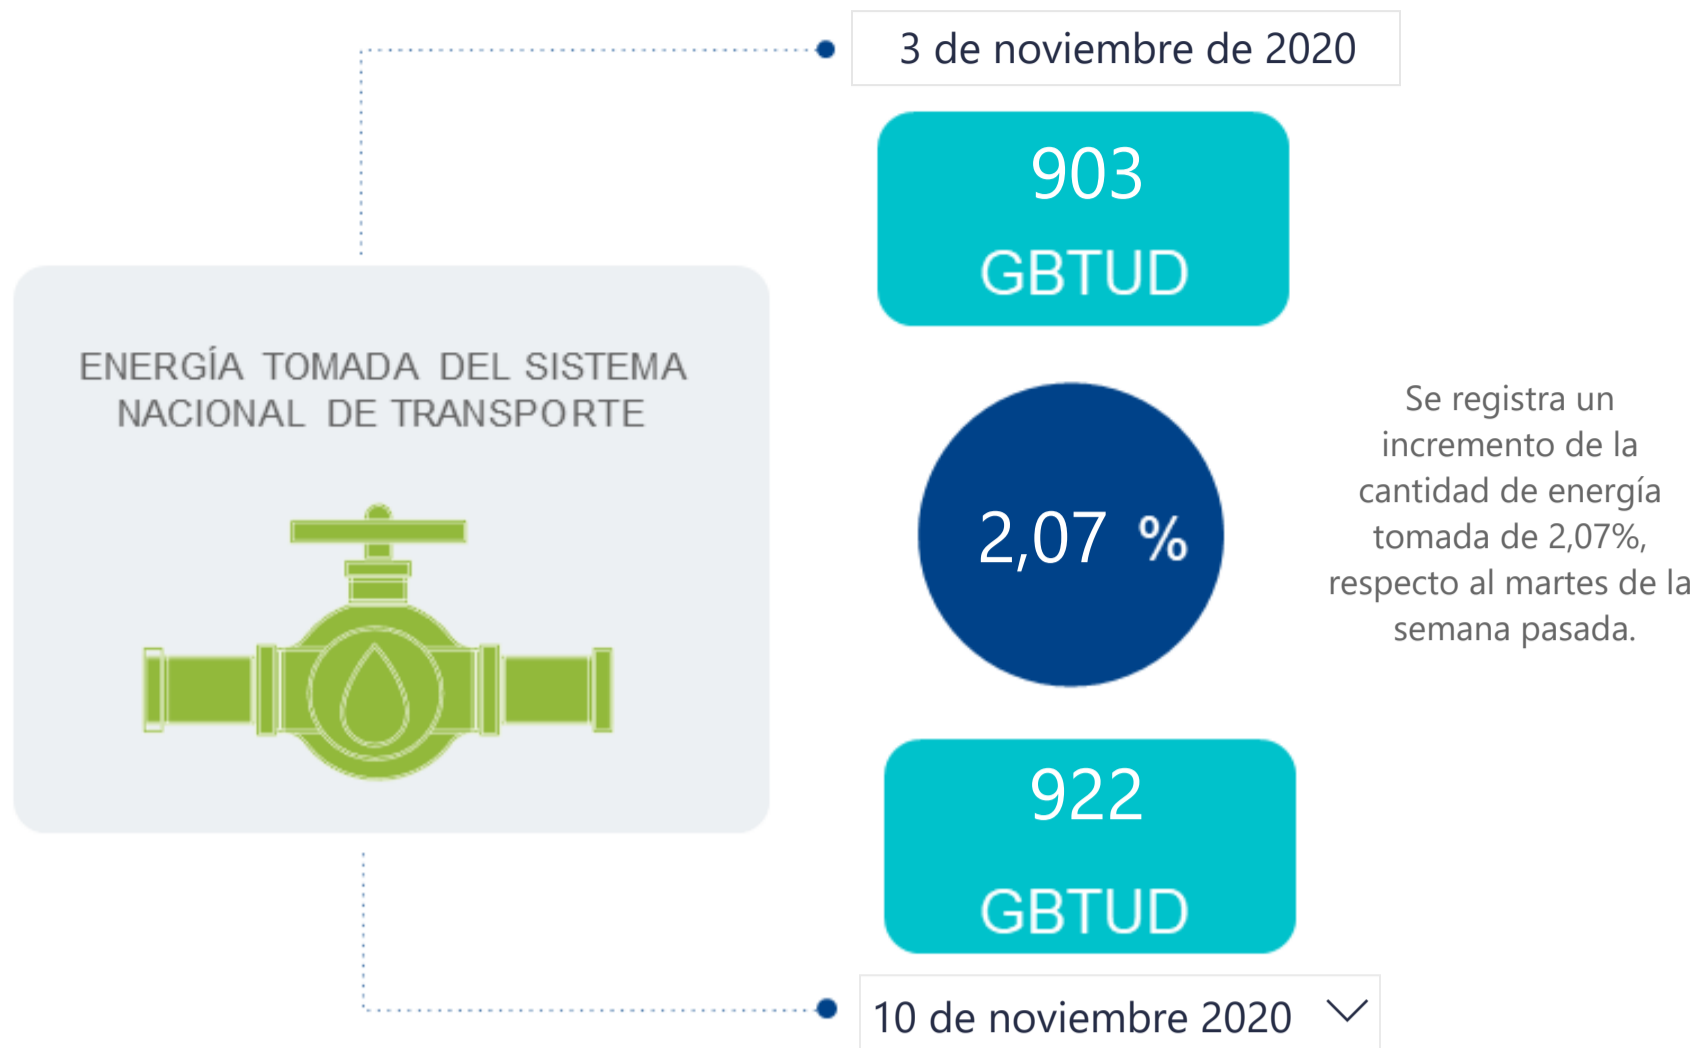 3 de noviembre de 2020
903
GBTUD
ENERGÍA TOMADA DEL SISTEMA
NACIONAL DE TRANSPORTE
2,07 %
Se registra un
incremento de la
cantidad de energía
tomada de 2,07%,
respecto al martes de la
semana pasada.
922
GBTUD
10 de noviembre 2020